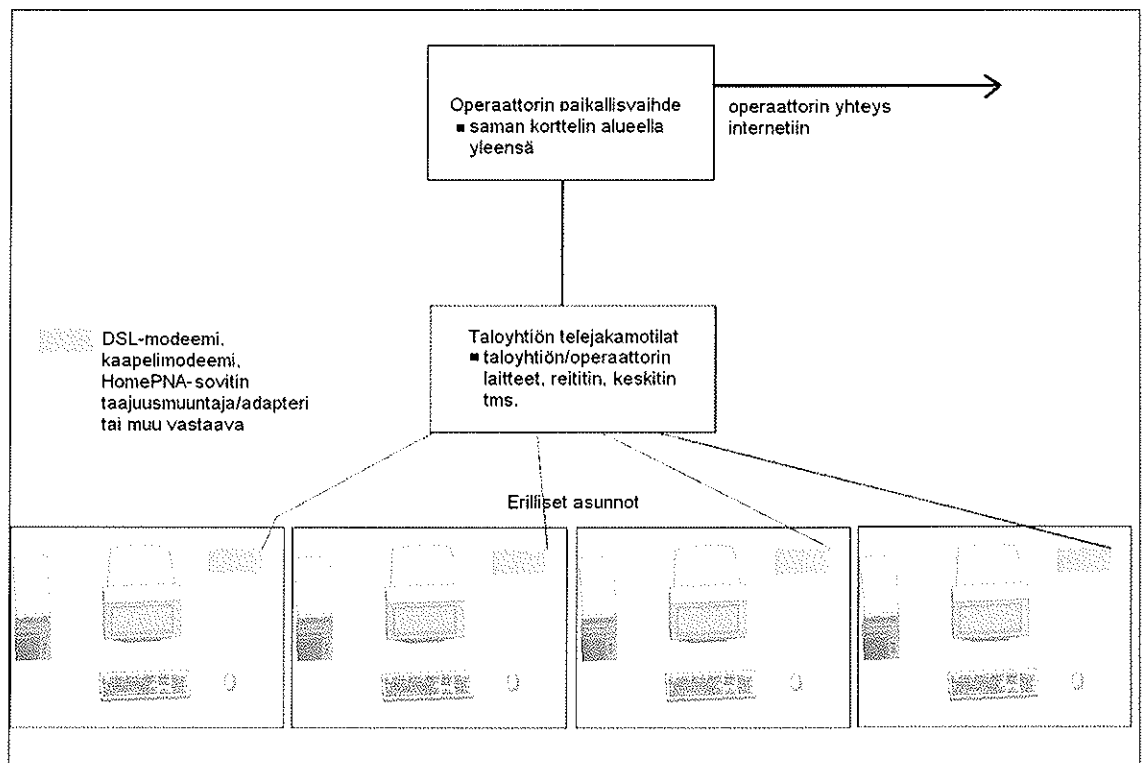 Operaattorin paikallisvaihde
▪ saman korttelin alueella
yleensä
operaattorin yhteys
internetiin
Taloyhtiön telejakamotilat
▪ taloyhtiön/operaattorin
laitteet, reititin, keskitin
tms.
DSL-modeemi,
kaapelimodeemi,
HomePNA-sovitin
taajuusmuuntaja/adapteri
tai muu vastaava
Erilliset asunnot